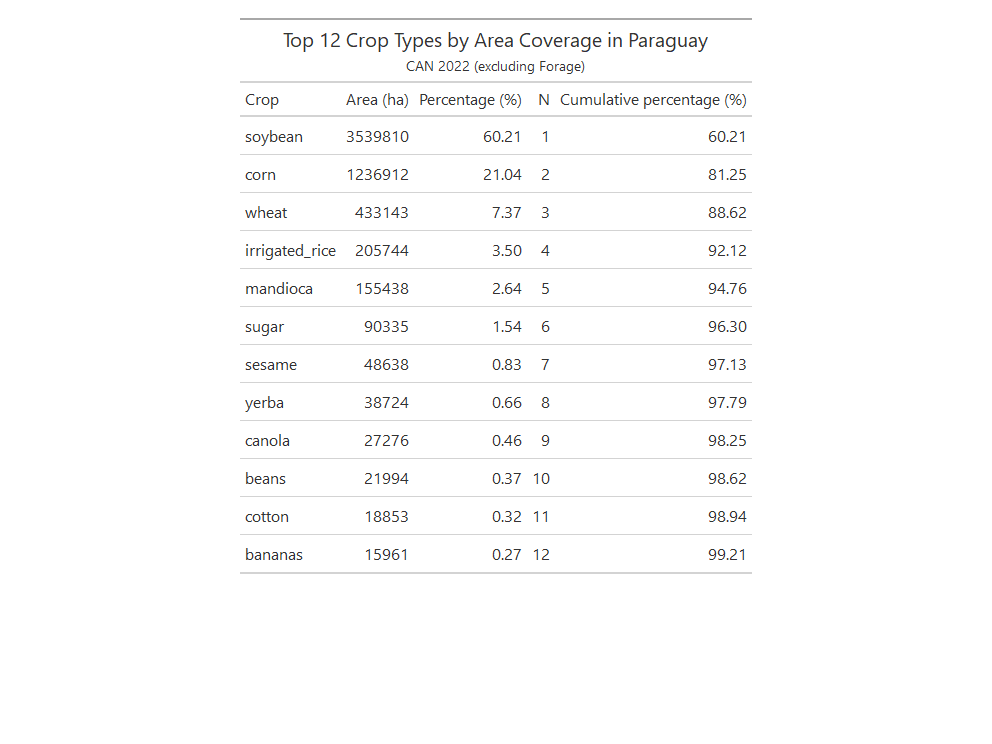 Top 12 Crop Types by Area Coverage in Paraguay
CAN 2022 (excluding Forage)
Crop Area (ha) Percentage (%) N Cumulative percentage (%)
soybean 3539810 60.21 1 60.21
corn 1236912 21.04 2 81.25
wheat 433143 7.37 3 88.62
irrigated_rice 205744 3.50 4 92.12
mandioca 155438 2.64 5 94.76
sugar 90335 1.54 6 96.30
sesame 48638 0.83 7 97.13
yerba 38724 0.66 8 97.79
canola 27276 0.46 9 98.25
beans 21994 0.37 10 98.62
cotton 18853 0.32 11 98.94
bananas 15961 0.27 12 99.21